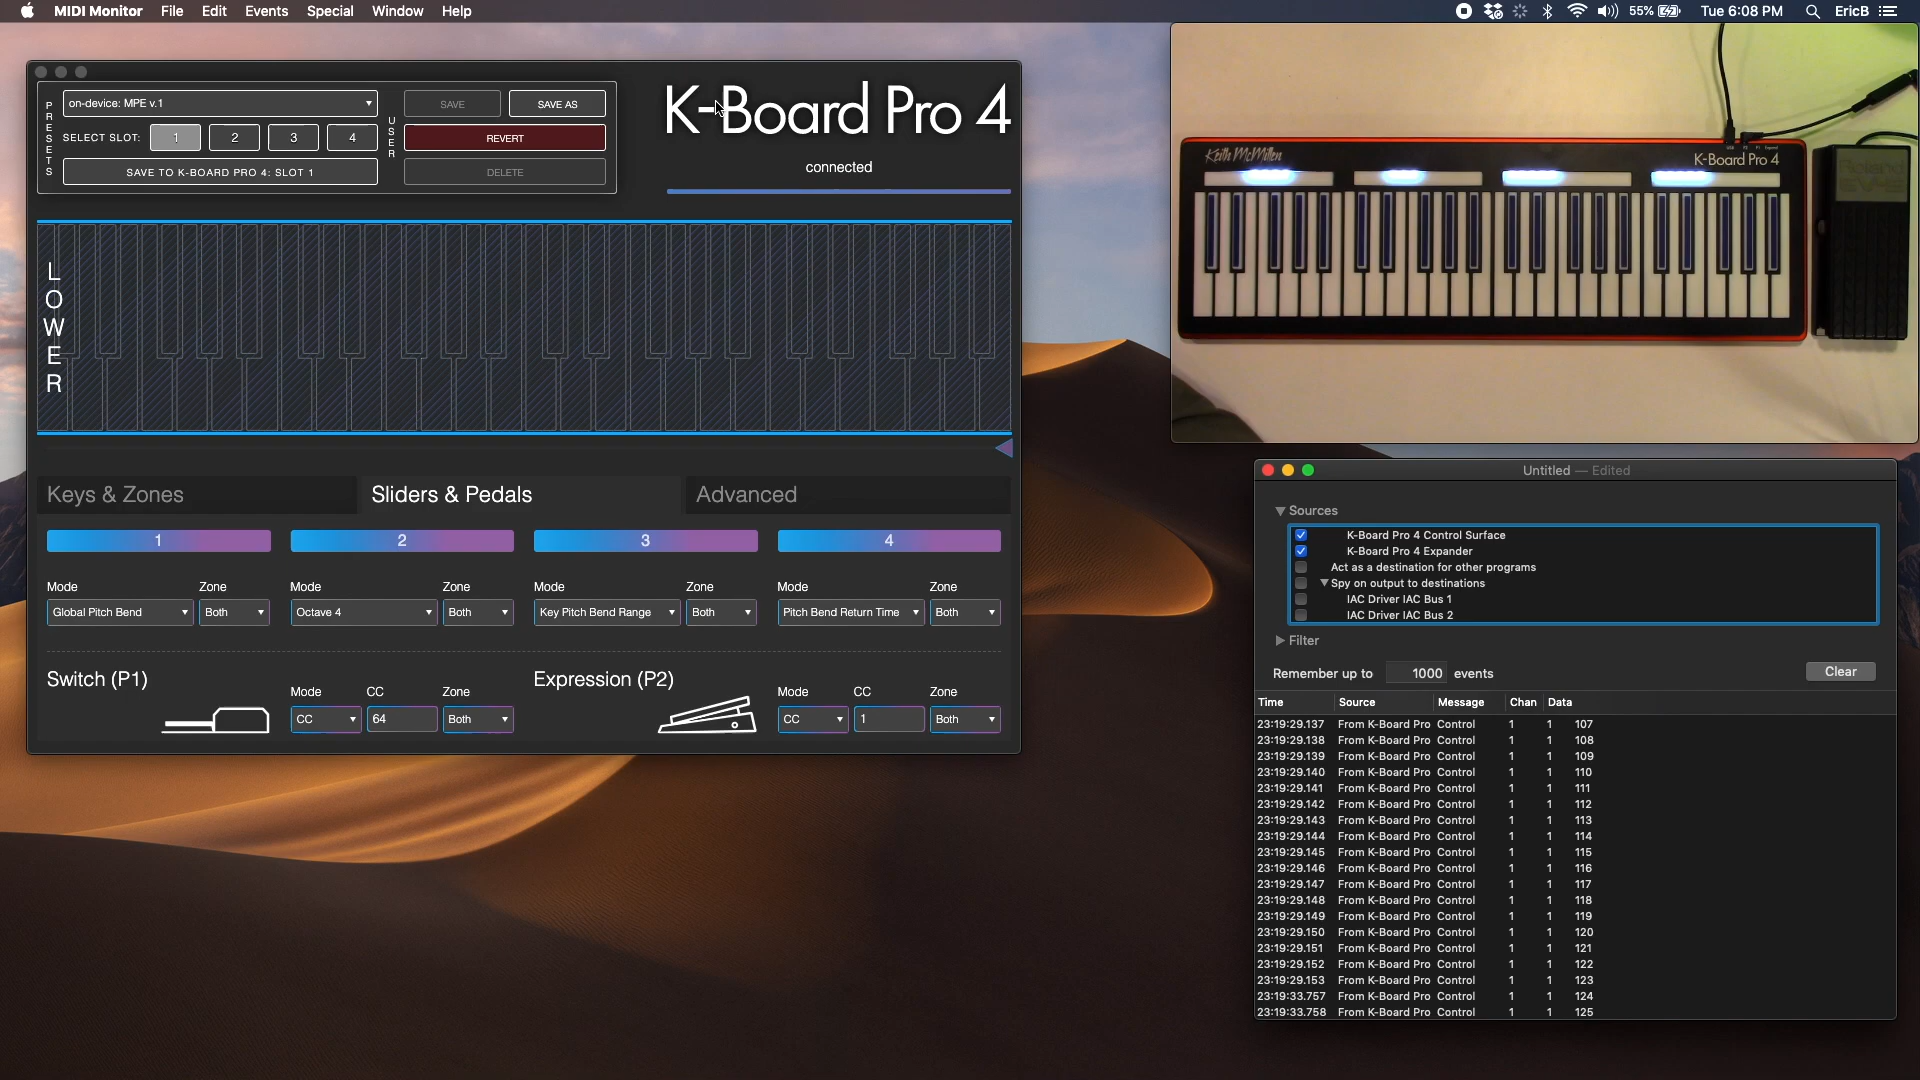 MIDI Monitor File Edit Events Special Window Help
55% Tue 6:08 PM EricB
PRESETS
on-device: MPE v.1
SELECT SLOT: 1 2 3 4
SAVE TO K-BOARD PRO 4: SLOT 1
USER
SAVE SAVE AS
REVERT
DELETE
K-Board Pro 4
connected
LOWER
Keys & Zones Sliders & Pedals Advanced
1 2 3 4
Mode Zone Mode Zone Mode Zone Mode Zone
Global Pitch Bend Both Octave 4 Both Key Pitch Bend Range Both Pitch Bend Return Time Both
Switch (P1)
Mode CC Zone
CC 64 Both
Expression (P2)
Mode CC Zone
CC 1 Both
Keith McMillen
K-Board Pro 4
Roland
Untitled — Edited
Sources
K-Board Pro 4 Control Surface
K-Board Pro 4 Expander
Act as a destination for other programs
Spy on output to destinations
IAC Driver IAC Bus 1
IAC Driver IAC Bus 2
Filter
Remember up to 1000 events Clear
Time Source Message Chan Data
23:19:29.137 From K-Board Pro Control 1 1 107
23:19:29.138 From K-Board Pro Control 1 1 108
23:19:29.139 From K-Board Pro Control 1 1 109
23:19:29.140 From K-Board Pro Control 1 1 110
23:19:29.141 From K-Board Pro Control 1 1 111
23:19:29.142 From K-Board Pro Control 1 1 112
23:19:29.143 From K-Board Pro Control 1 1 113
23:19:29.144 From K-Board Pro Control 1 1 114
23:19:29.145 From K-Board Pro Control 1 1 115
23:19:29.146 From K-Board Pro Control 1 1 116
23:19:29.147 From K-Board Pro Control 1 1 117
23:19:29.148 From K-Board Pro Control 1 1 118
23:19:29.149 From K-Board Pro Control 1 1 119
23:19:29.150 From K-Board Pro Control 1 1 120
23:19:29.151 From K-Board Pro Control 1 1 121
23:19:29.152 From K-Board Pro Control 1 1 122
23:19:29.153 From K-Board Pro Control 1 1 123
23:19:33.757 From K-Board Pro Control 1 1 124
23:19:33.758 From K-Board Pro Control 1 1 125